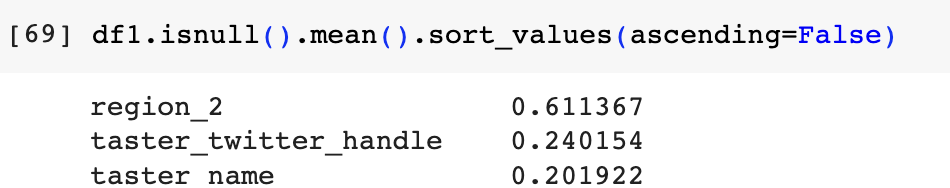 [69] df1.isnull().mean().sort_values(ascending=False)
region_2 0.611367
taster_twitter_handle 0.240154
taster_name 0.201922